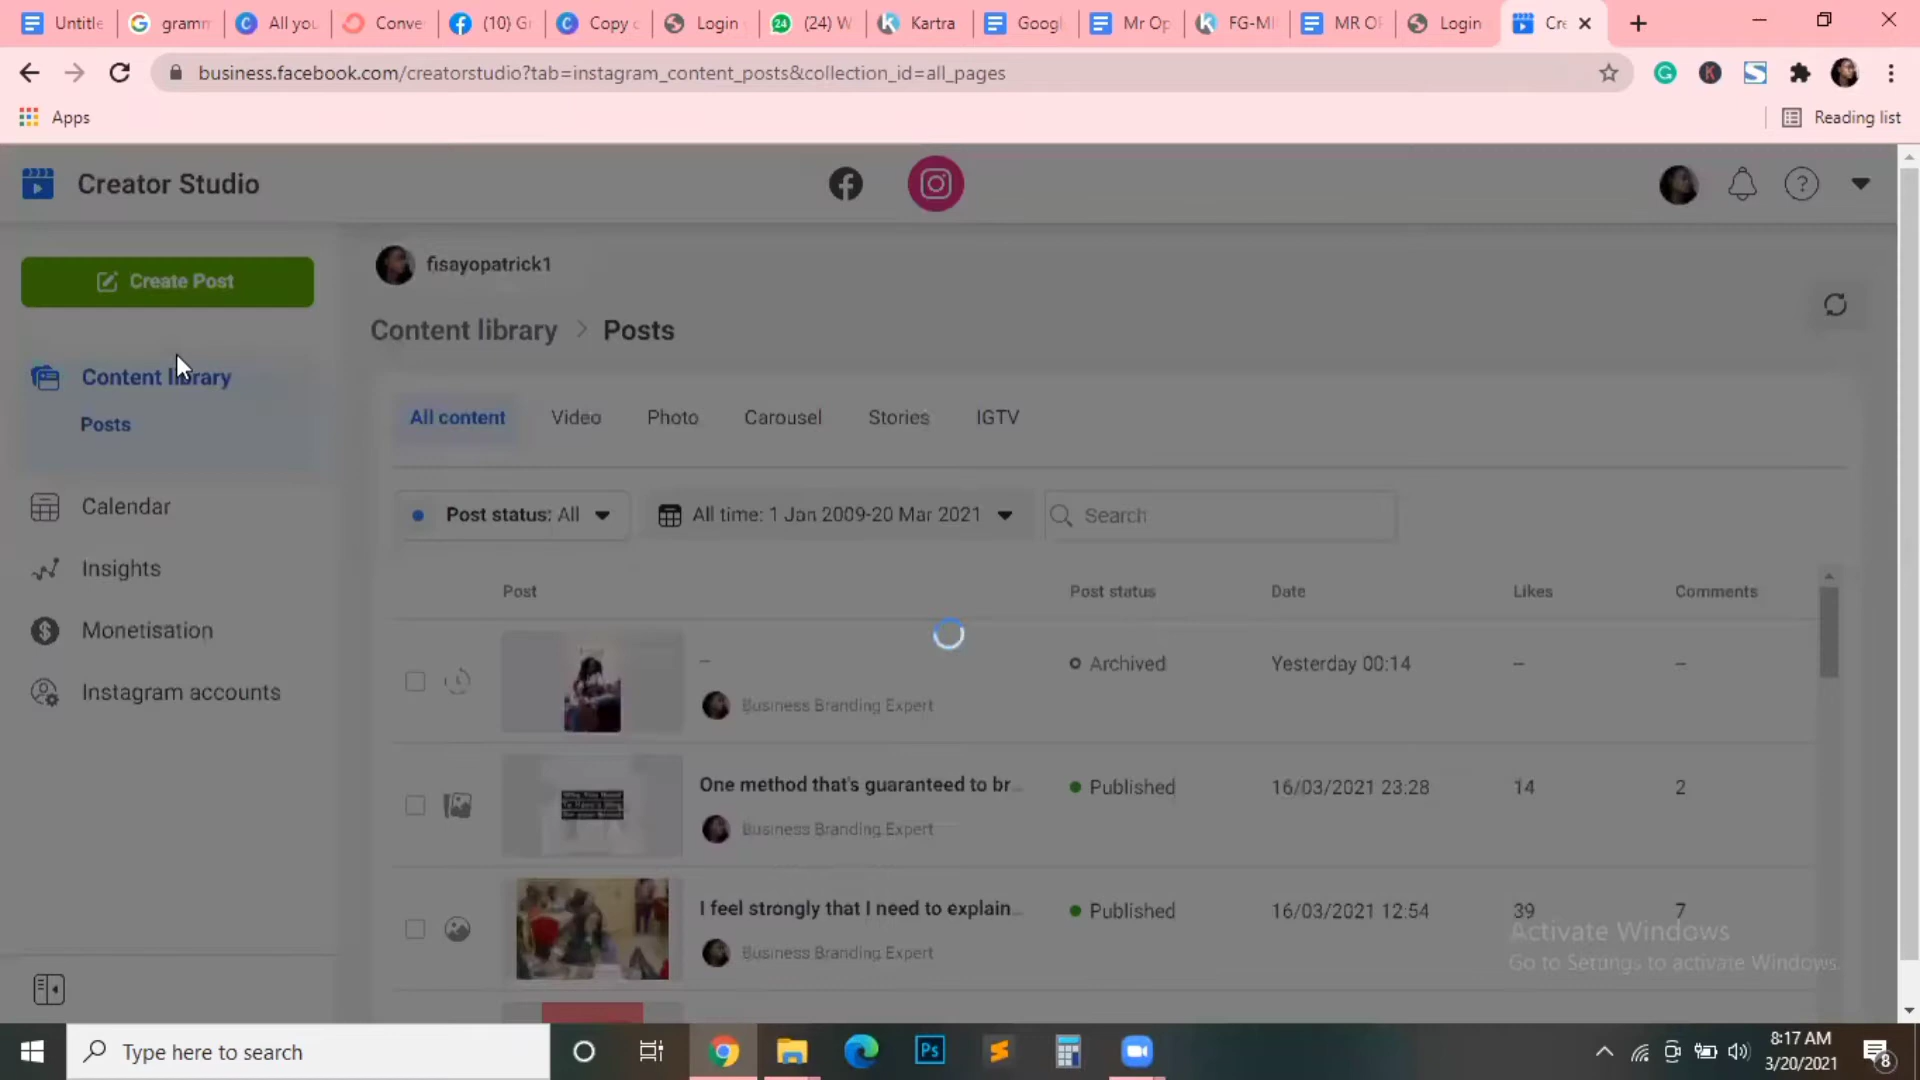 Untitle
gramm
All you
Conve
(10) G
Copy c
Login
(24) W
Kartra
Googl
Mr Op
FG-MI
MR O
Login
Cre
business.facebook.com/creatorstudio?tab=instagram_content_posts&collection_id=all_pages
Apps
Reading list
Creator Studio
Create Post
fisayopatrick1
Content library > Posts
Content library
Posts
Calendar
Insights
Monetisation
Instagram accounts
All content Video Photo Carousel Stories IGTV
Post status: All
All time: 1 Jan 2009-20 Mar 2021
Search
Post Post status Date Likes Comments
– Archived Yesterday 00:14 – –
Business Branding Expert
One method that's guaranteed to br... Published 16/03/2021 23:28 14 2
Business Branding Expert
I feel strongly that I need to explain... Published 16/03/2021 12:54 39 7
Business Branding Expert
Activate Windows
Go to Settings to activate Windows.
Type here to search
Ps
8:17 AM
3/20/2021
8